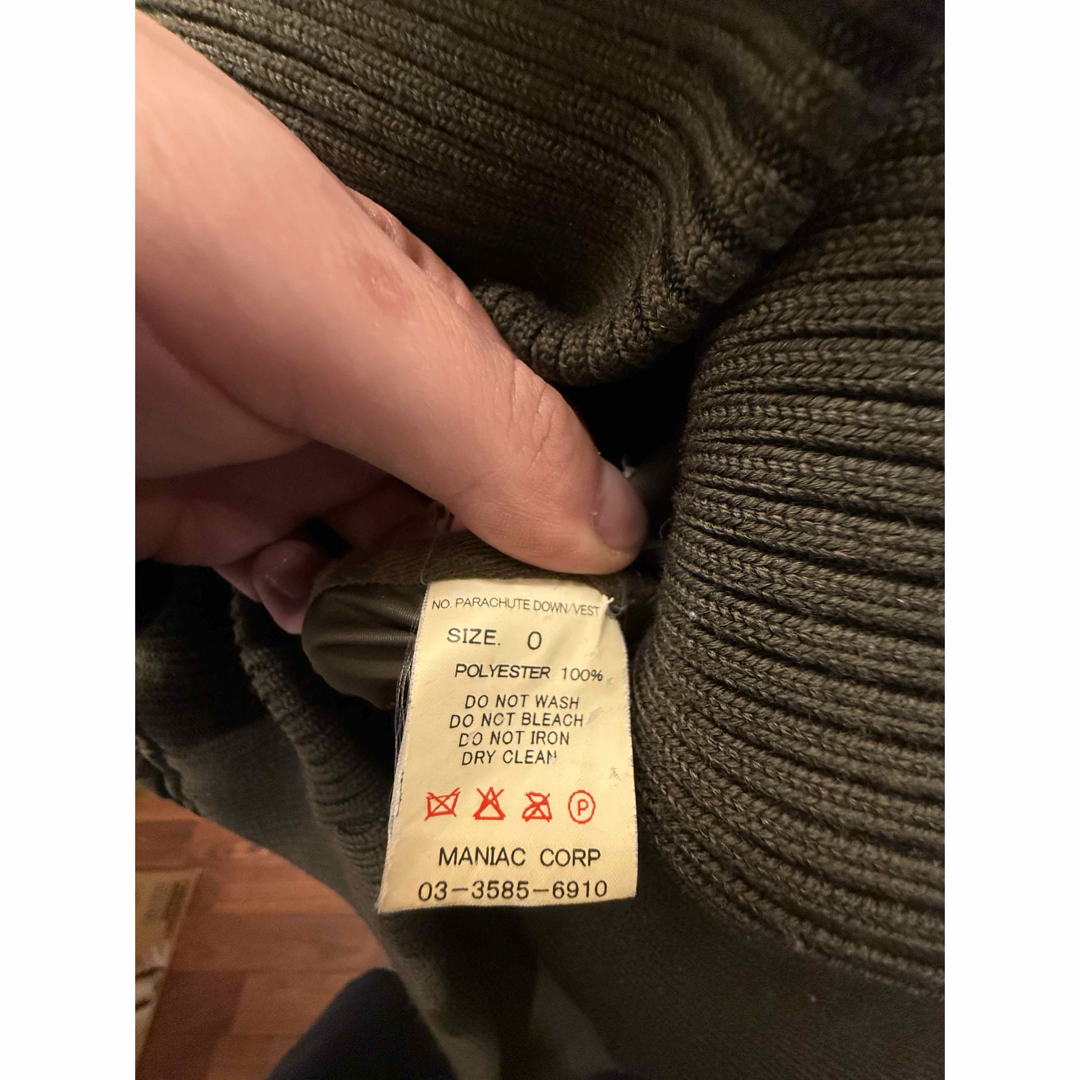 NO. PARACHUTE DOWN/VEST
SIZE. 0
POLYESTER 100%
DO NOT WASH
DO NOT BLEACH
DO NOT IRON
DRY CLEAN
P
MANIAC CORP
03-3585-6910